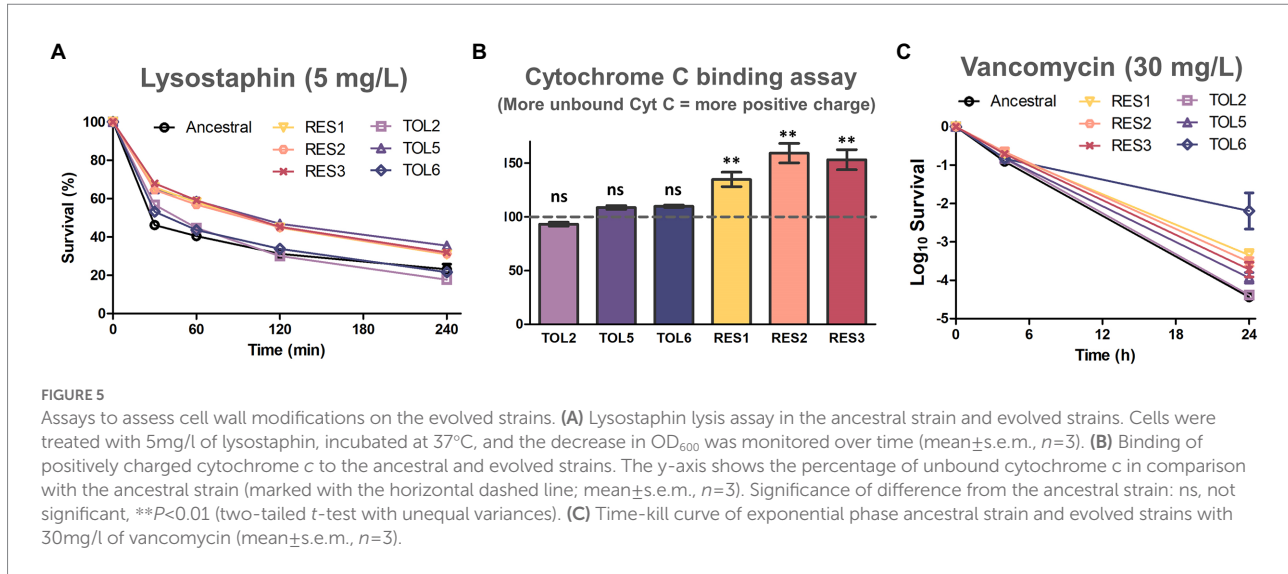 A
Lysostaphin (5 mg/L)
Survival (%)
100
80
60
40
20
0
0
60
120
180
240
Time (min)
Ancestral
RES1
RES2
RES3
TOL2
TOL5
TOL6
B
Cytochrome C binding assay
(More unbound Cyt C = more positive charge)
150
100
50
0
ns
ns
ns
**
**
**
TOL2
TOL5
TOL6
RES1
RES2
RES3
C
Vancomycin (30 mg/L)
Ancestral
RES1
RES2
RES3
TOL2
TOL5
TOL6
Log10 Survival
0
-1
-2
-3
-4
-5
0
6
12
18
24
Time (h)
FIGURE 5
Assays to assess cell wall modifications on the evolved strains. (A) Lysostaphin lysis assay in the ancestral strain and evolved strains. Cells were
treated with 5mg/l of lysostaphin, incubated at 37°C, and the decrease in OD600 was monitored over time (mean±s.e.m., n=3). (B) Binding of
positively charged cytochrome c to the ancestral and evolved strains. The y-axis shows the percentage of unbound cytochrome c in comparison
with the ancestral strain (marked with the horizontal dashed line; mean±s.e.m., n=3). Significance of difference from the ancestral strain: ns, not
significant, **P<0.01 (two-tailed t-test with unequal variances). (C) Time-kill curve of exponential phase ancestral strain and evolved strains with
30mg/l of vancomycin (mean±s.e.m., n=3).